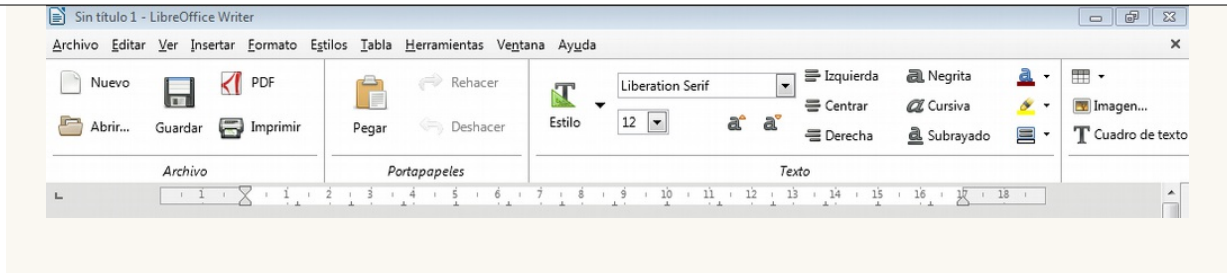 Sin título 1 - LibreOffice Writer
Archivo Editar Ver Insertar Formato Estilos Tabla Herramientas Ventana Ayuda
Nuevo PDF Rehacer Liberation Serif Izquierda Negrita
Centrar Cursiva Imagen...
Abrir... Guardar Imprimir Pegar Deshacer Estilo 12 Derecha Subrayado Cuadro de texto
Archivo Portapapeles Texto
1 1 2 3 4 5 6 7 8 9 10 11 12 13 14 15 16 17 18